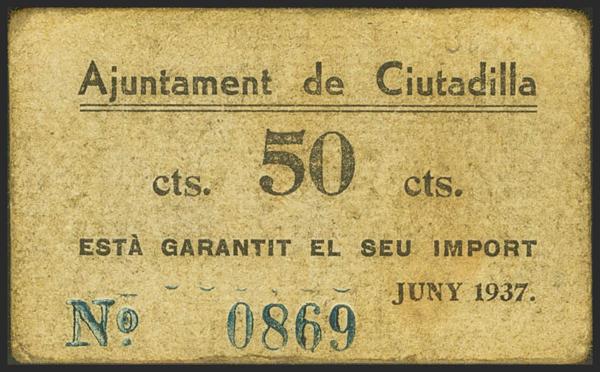 Ajuntament de Ciutadilla
cts. 50 cts.
ESTÀ GARANTIT EL SEU IMPORT
JUNY 1937.
Nº 0869